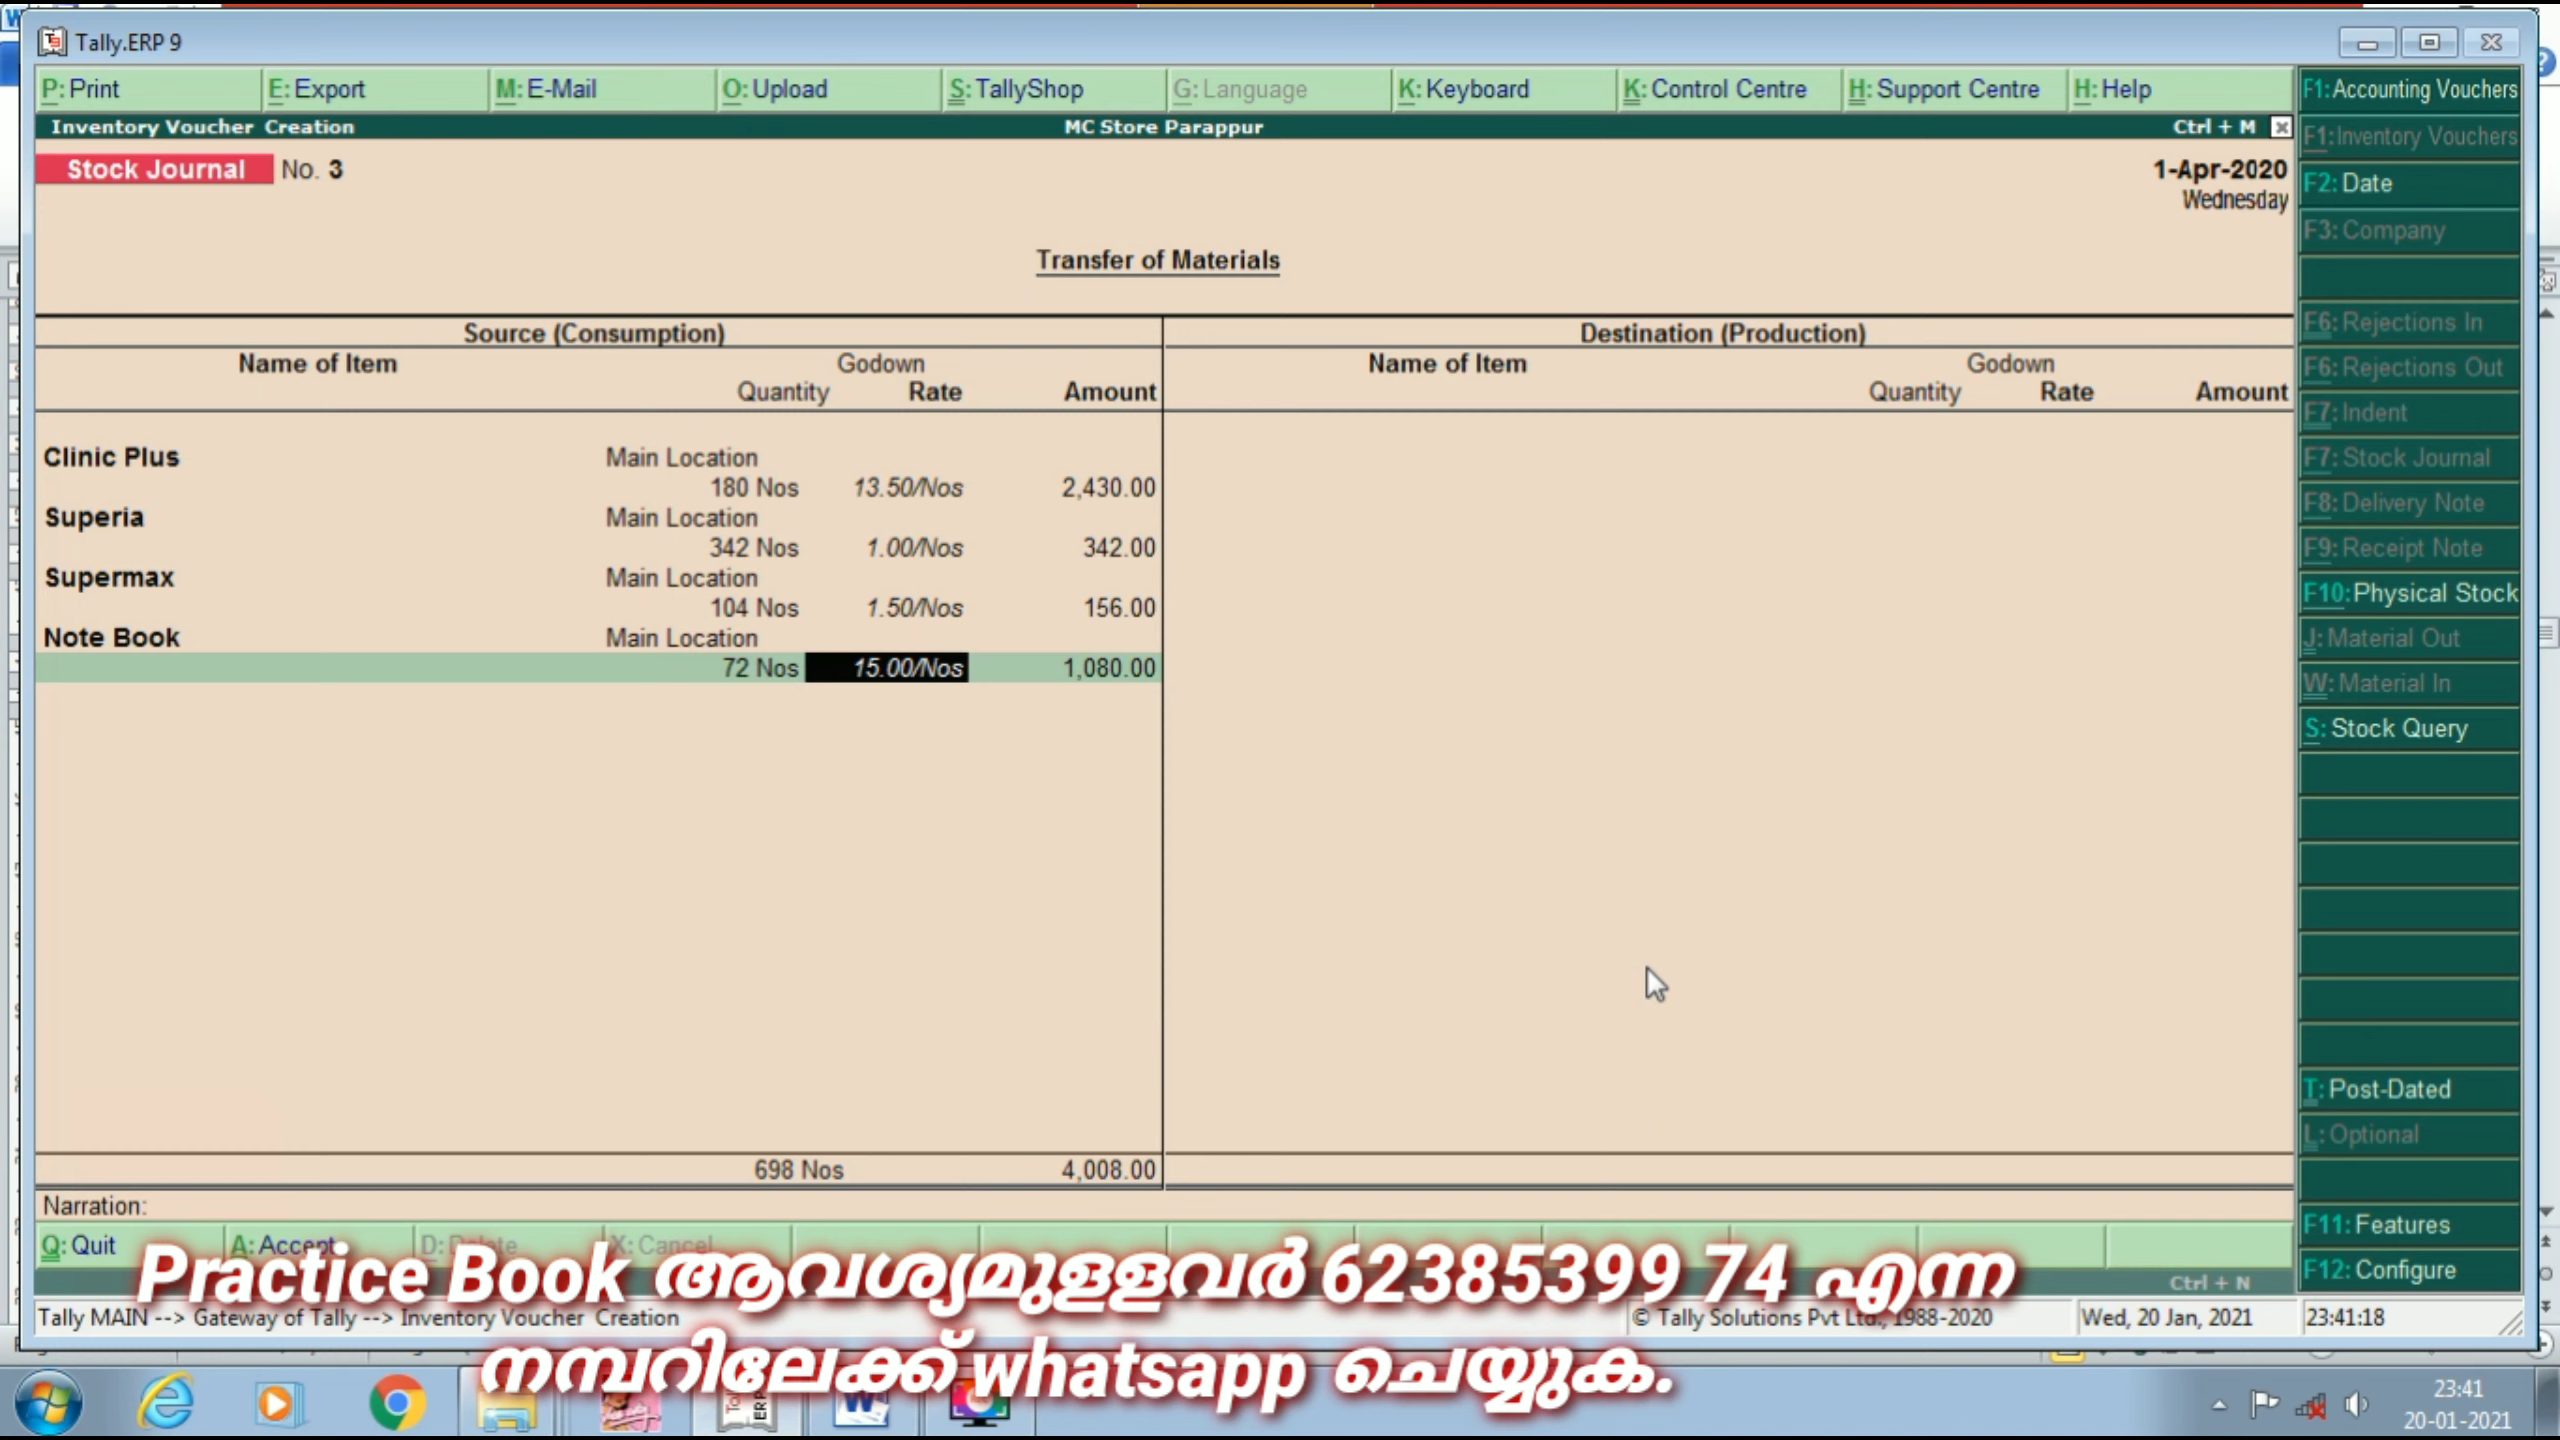 Tally.ERP 9
P: Print E: Export M: E-Mail O: Upload S: TallyShop G: Language K: Keyboard K: Control Centre H: Support Centre H: Help
Inventory Voucher Creation MC Store Parappur Ctrl + M
Stock Journal No. 3 1-Apr-2020
Wednesday
Transfer of Materials
Source (Consumption) Destination (Production)
Name of Item Godown Name of Item Godown
Quantity Rate Amount Quantity Rate Amount
Clinic Plus Main Location
180 Nos 13.50/Nos 2,430.00
Superia Main Location
342 Nos 1.00/Nos 342.00
Supermax Main Location
104 Nos 1.50/Nos 156.00
Note Book Main Location
72 Nos 15.00/Nos 1,080.00
698 Nos 4,008.00
Narration:
Q: Quit A: Accept D: Delete X: Cancel
Ctrl + N
F1: Accounting Vouchers
F1: Inventory Vouchers
F2: Date
F3: Company
F6: Rejections In
F6: Rejections Out
F7: Indent
F7: Stock Journal
F8: Delivery Note
F9: Receipt Note
F10: Physical Stock
J: Material Out
W: Material In
S: Stock Query
T: Post-Dated
L: Optional
F11: Features
F12: Configure
Practice Book ആവശ്യമുള്ളവർ 62385399 74 എന്ന
നമ്പറിലേക്ക് whatsapp ചെയ്യുക.
Tally MAIN --> Gateway of Tally --> Inventory Voucher Creation © Tally Solutions Pvt Ltd., 1988-2020 Wed, 20 Jan, 2021 23:41:18
23:41
20-01-2021